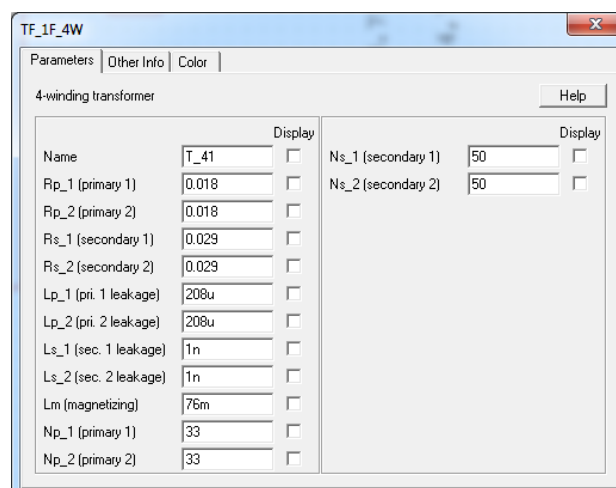 TF_1F_4W
Parameters Other Info Color
4-winding transformer Help
Display Display
Name T_41 Ns_1 (secondary 1) 50
Rp_1 (primary 1) 0.018 Ns_2 (secondary 2) 50
Rp_2 (primary 2) 0.018
Rs_1 (secondary 1) 0.029
Rs_2 (secondary 2) 0.029
Lp_1 (pri. 1 leakage) 208u
Lp_2 (pri. 2 leakage) 208u
Ls_1 (sec. 1 leakage) 1n
Ls_2 (sec. 2 leakage) 1n
Lm (magnetizing) 76m
Np_1 (primary 1) 33
Np_2 (primary 2) 33